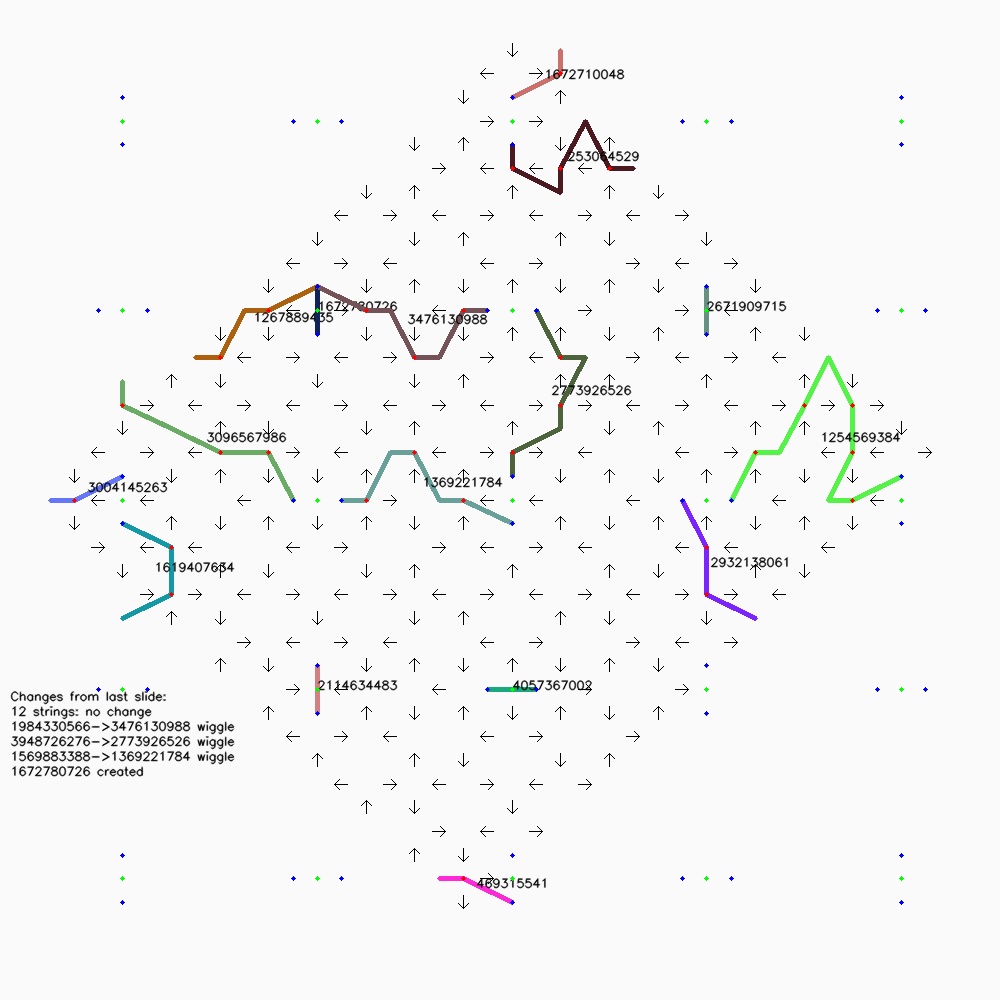 1672710048
253064529
1672780726
2671909715
1267889435
3476130988
2773926526
3096567986
1254569384
1369221784
3004145263
1619407634
2932138061
2114634483
4057367002
Changes from last slide:
12 strings: no change
1984330566->3476130988 wiggle
3948726276->2773926526 wiggle
1569883388->1369221784 wiggle
1672780726 created
469315541